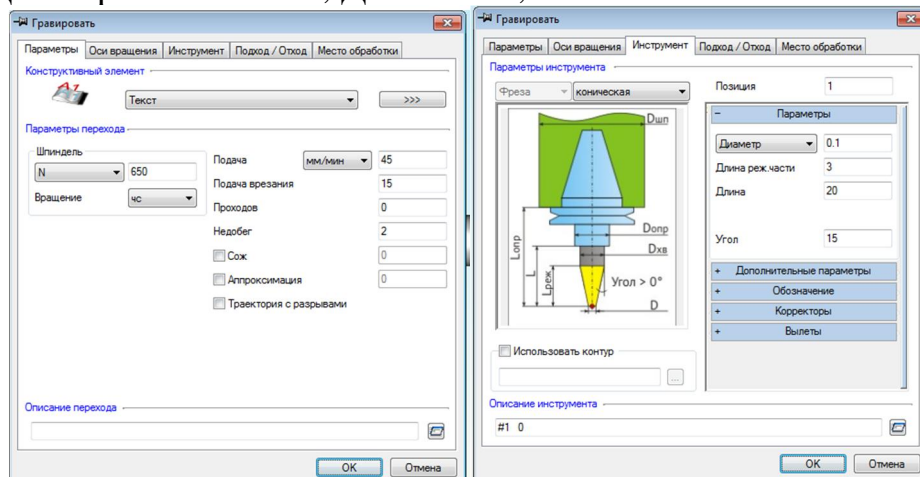 Гравировать
Параметры Оси вращения Инструмент Подход / Отход Место обработки
Конструктивный элемент
Текст >>>
Параметры перехода
Шпиндель
N 650
Вращение чс
Подача мм/мин 45
Подача врезания 15
Проходов 0
Недобег 2
Сож 0
Аппроксимация 0
Траектория с разрывами
Описание перехода
OK Отмена
Гравировать
Параметры Оси вращения Инструмент Подход / Отход Место обработки
Параметры инструмента
Фреза коническая
Dшп
Dопр
Dхв
Lопр
L
Lреж
Угол > 0°
D
Позиция 1
- Параметры
Диаметр 0.1
Длина реж.части 3
Длина 20
Угол 15
+ Дополнительные параметры
+ Обозначение
+ Корректоры
+ Вылеты
Использовать контур
...
Описание инструмента
#1 0
OK Отмена